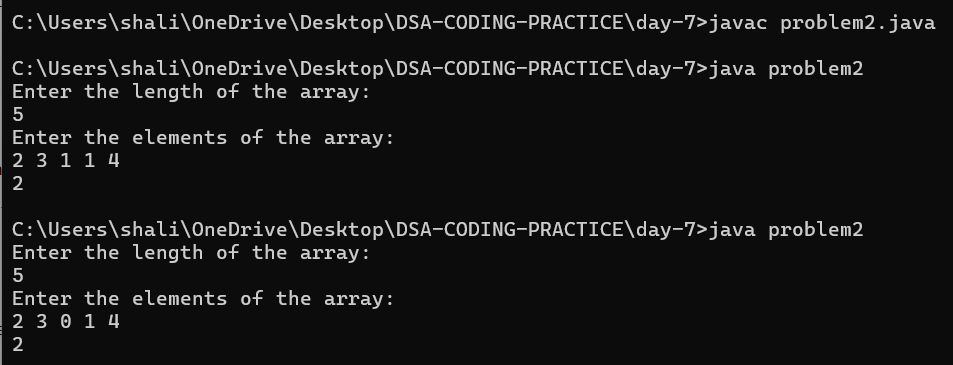 C:\Users\shali\OneDrive\Desktop\DSA-CODING-PRACTICE\day-7>javac problem2.java
C:\Users\shali\OneDrive\Desktop\DSA-CODING-PRACTICE\day-7>java problem2
Enter the length of the array:
5
Enter the elements of the array:
2 3 1 1 4
2
C:\Users\shali\OneDrive\Desktop\DSA-CODING-PRACTICE\day-7>java problem2
Enter the length of the array:
5
Enter the elements of the array:
2 3 0 1 4
2